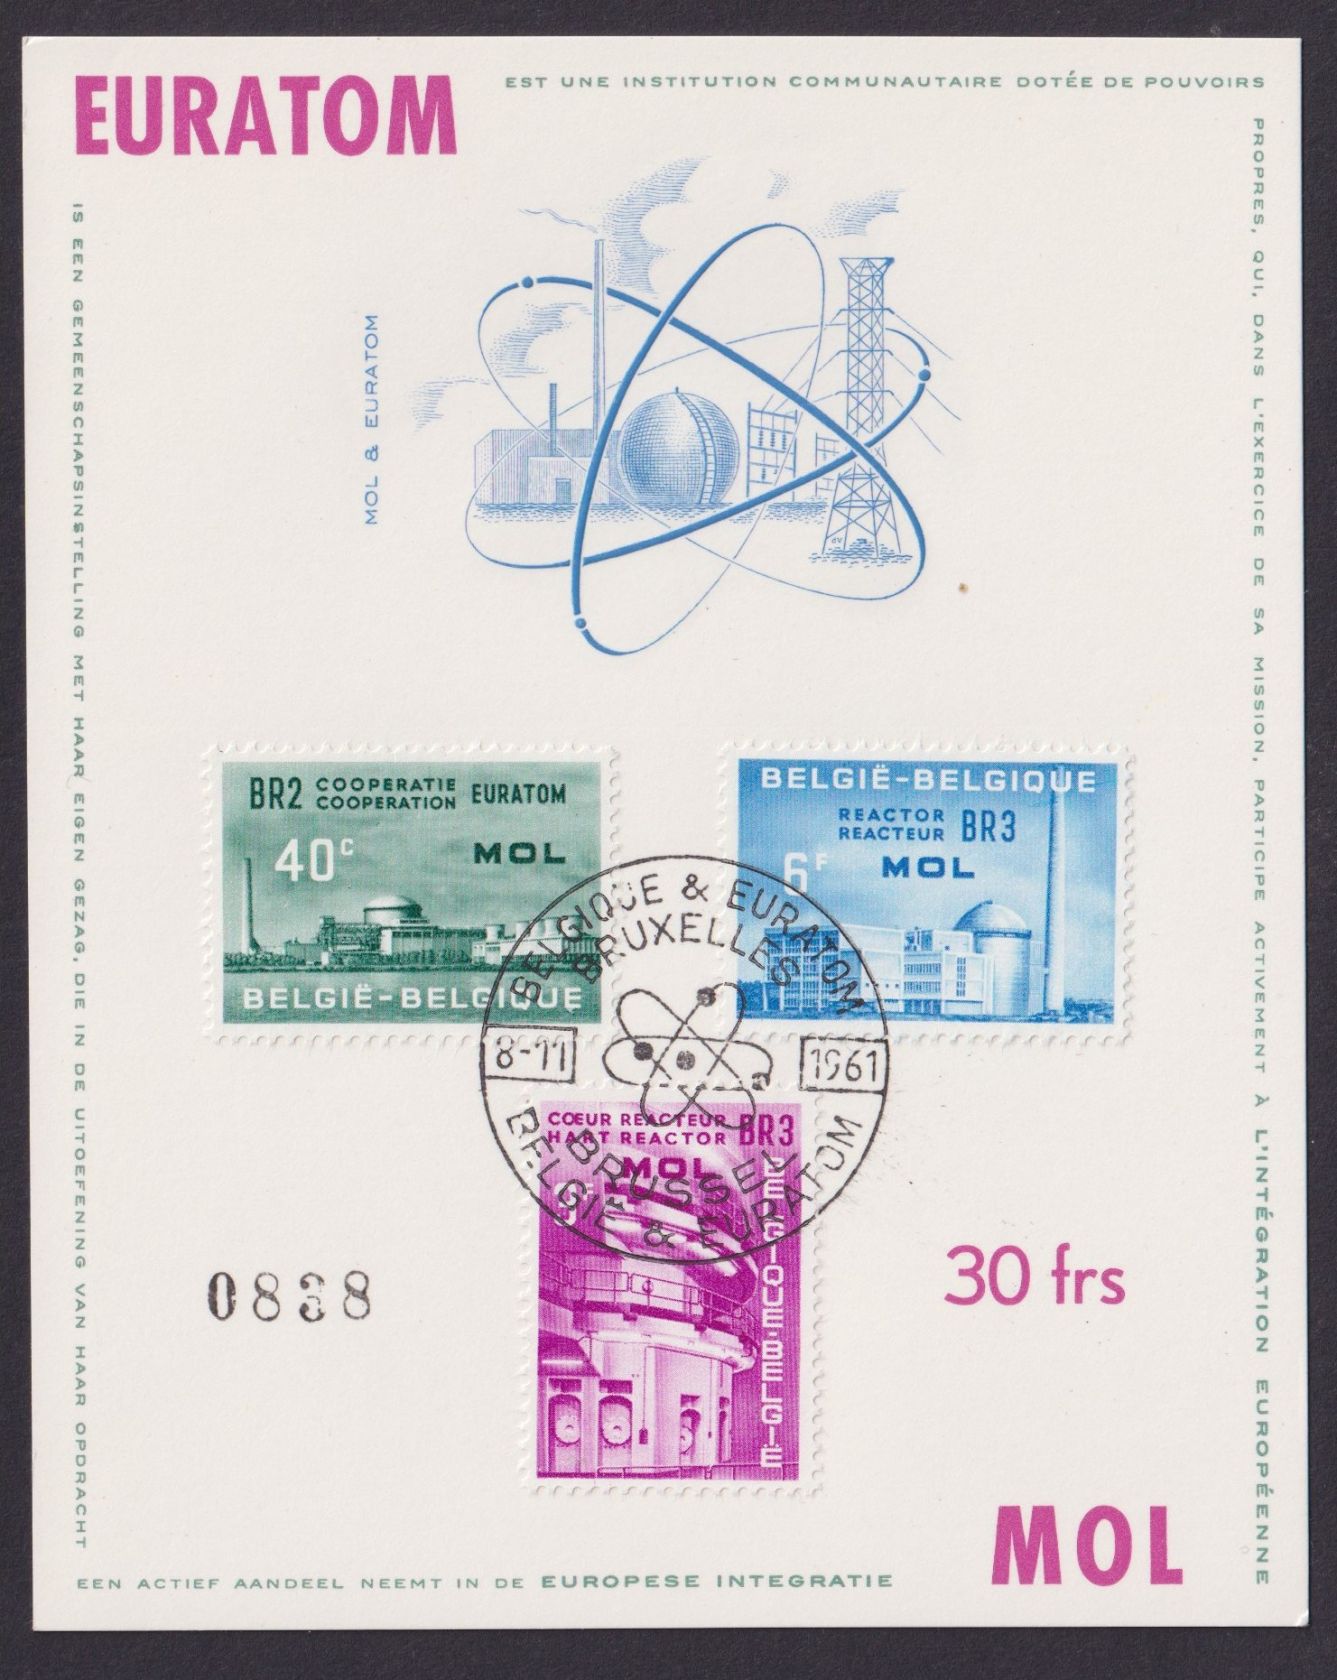 EURATOM
EST UNE INSTITUTION COMMUNAUTAIRE DOTÉE DE POUVOIRS
PROPRES, QUI, DANS L'EXERCICE DE SA MISSION, PARTICIPE ACTIVEMENT À L'INTÉGRATION EUROPÉENNE
IS EEN GEMEENSCHAPSINSTELLING MET HAAR EIGEN GEZAG, DIE IN DE UITOEFENING VAN HAAR OPDRACHT
EEN ACTIEF AANDEEL NEEMT IN DE EUROPESE INTEGRATIE
MOL & EURATOM
AP
BR2 COOPERATIE COOPERATION EURATOM
40C MOL
BELGIË-BELGIQUE
BELGIË-BELGIQUE
REACTOR REACTEUR BR3
6F MOL
BELGIQUE & EURATOM
BRUXELLES
8-11 1961
BRUSSEL
BELGIË & EURATOM
CŒUR REACTEUR
HART REACTOR BR3
MOL
BELGIQUE-BELGIË
0838
30 frs
MOL